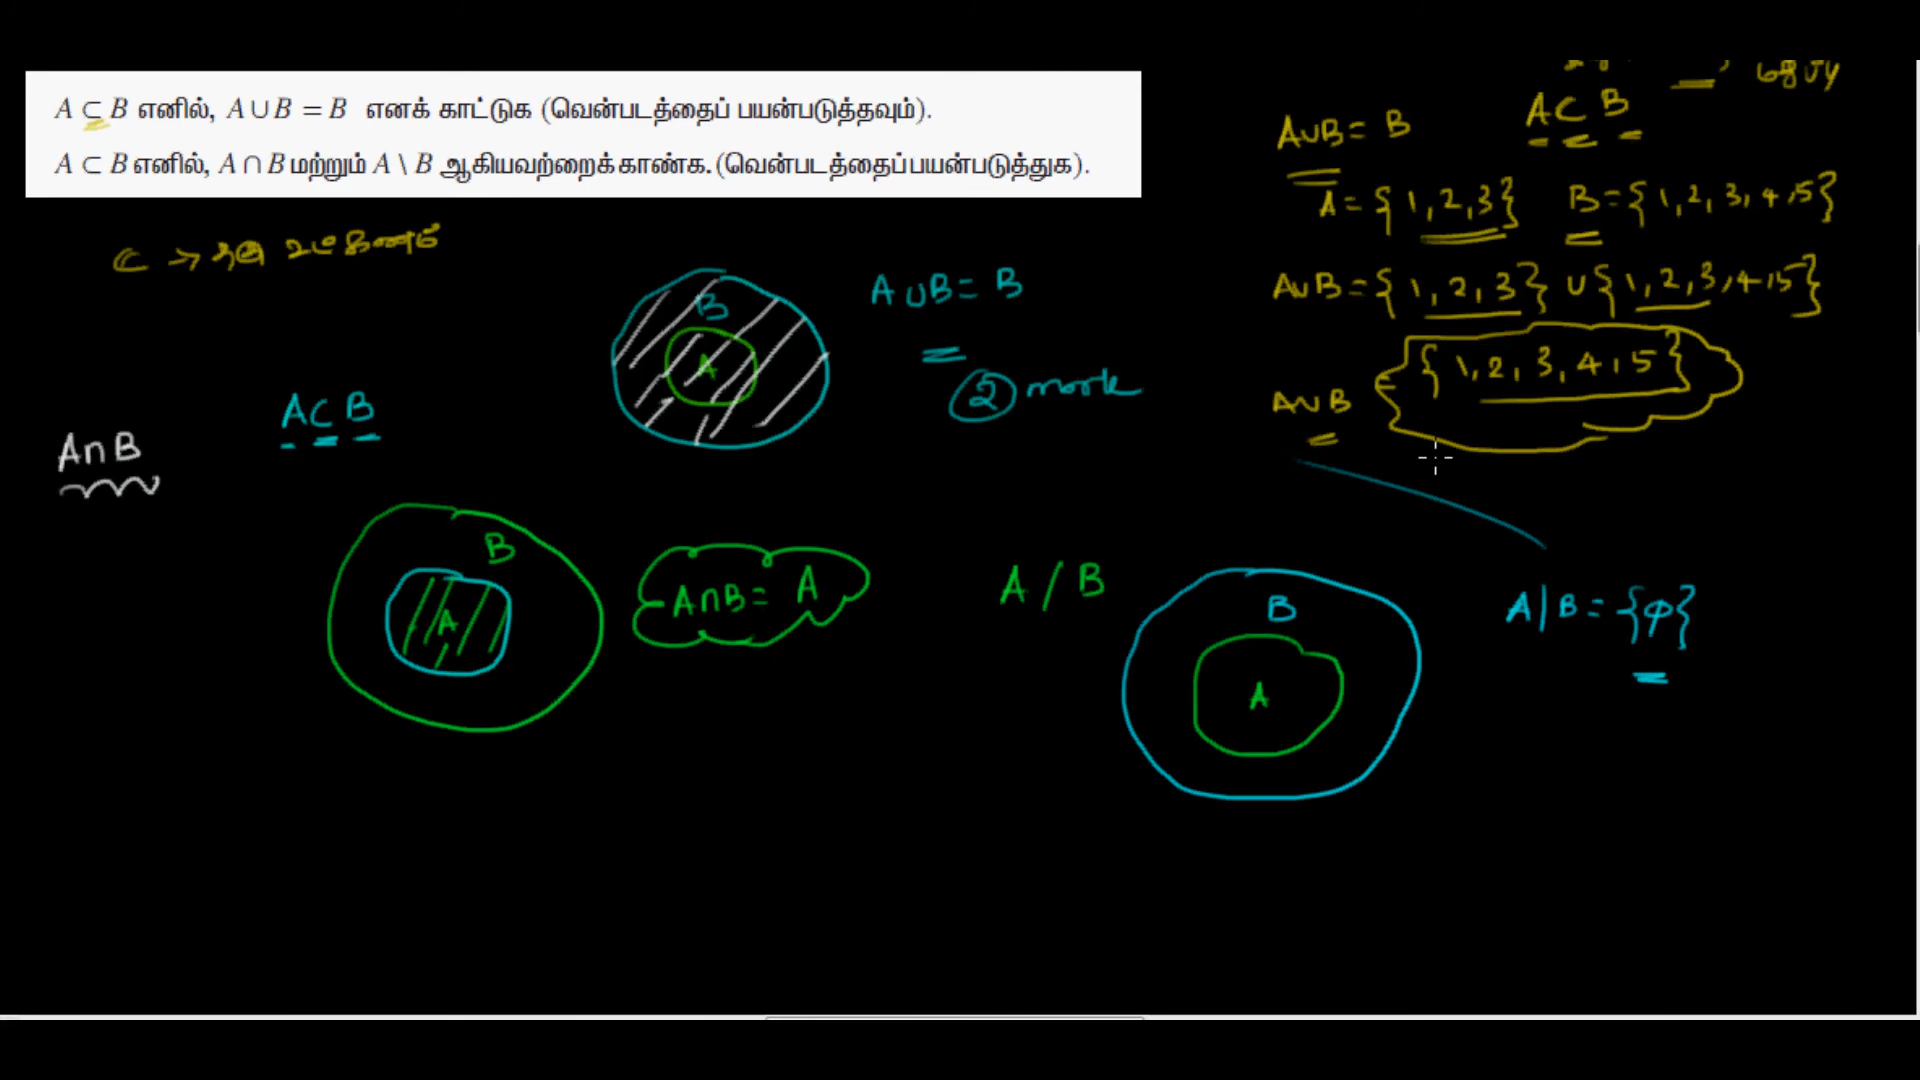 A ⊂ B எனில், A ∪ B = B எனக் காட்டுக (வென்படத்தைப் பயன்படுத்தவும்).
A ⊂ B எனில், A ∩ B மற்றும் A \ B ஆகியவற்றைக்காண்க. (வென்படத்தைப்பயன்படுத்துக).
⊂ → தகு உட்கணம்
A∪B = B
A ⊂ B
A = {1, 2, 3}
B = {1, 2, 3, 4, 5}
A∪B = {1, 2, 3} ∪ {1, 2, 3, 4, 5}
A∪B
{1, 2, 3, 4, 5}
B
A
A ∪ B = B
2 mark
A ⊂ B
A∩B
B
A
A∩B = A
A / B
B
A
A | B = {φ}